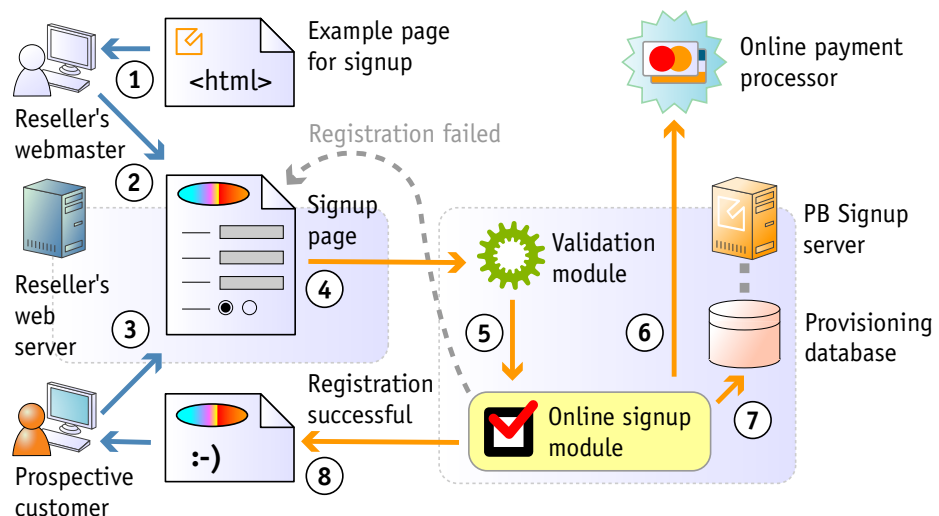 Example page
for signup
<html>
1
Reseller's
webmaster
Online payment
processor
Registration failed
2
Signup
page
Reseller's
web
server
3
4
Validation
module
PB Signup
server
5
6
Provisioning
database
Registration
successful
:-)
8
Online signup
module
7
Prospective
customer